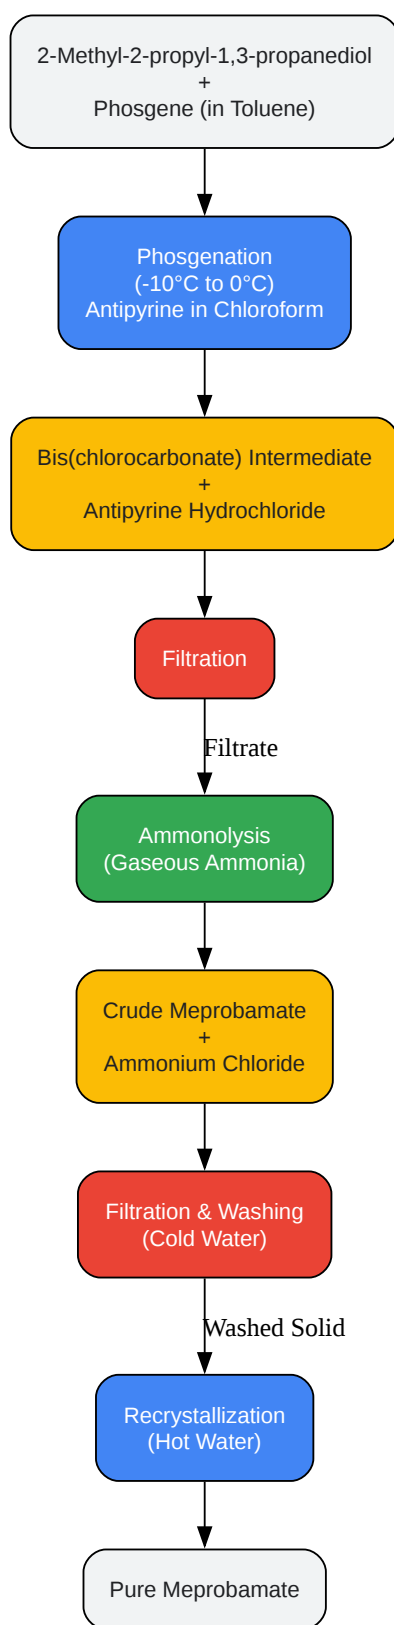 2-Methyl-2-propyl-1,3-propanediol
+
Phosgene (in Toluene)
Phosgenation
(-10°C to 0°C)
Antipyrine in Chloroform
Bis(chlorocarbonate) Intermediate
+
Antipyrine Hydrochloride
Filtration
Filtrate
Ammonolysis
(Gaseous Ammonia)
Crude Meprobamate
+
Ammonium Chloride
Filtration & Washing
(Cold Water)
Washed Solid
Recrystallization
(Hot Water)
Pure Meprobamate